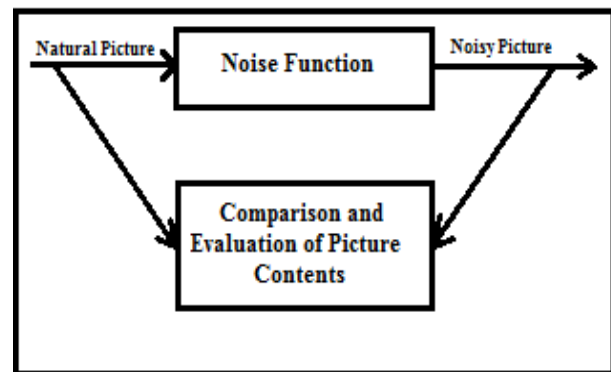 Natural Picture
Noise Function
Noisy Picture
Comparison and
Evaluation of Picture
Contents